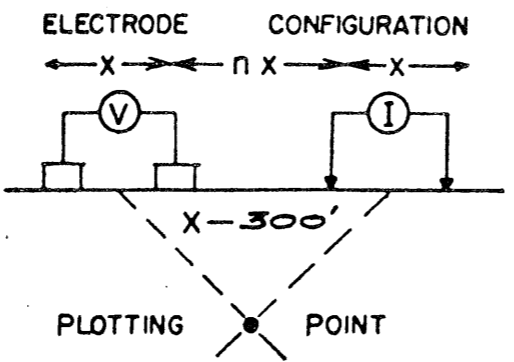 ELECTRODE CONFIGURATION
X n X X
V I
X — 300'
PLOTTING POINT